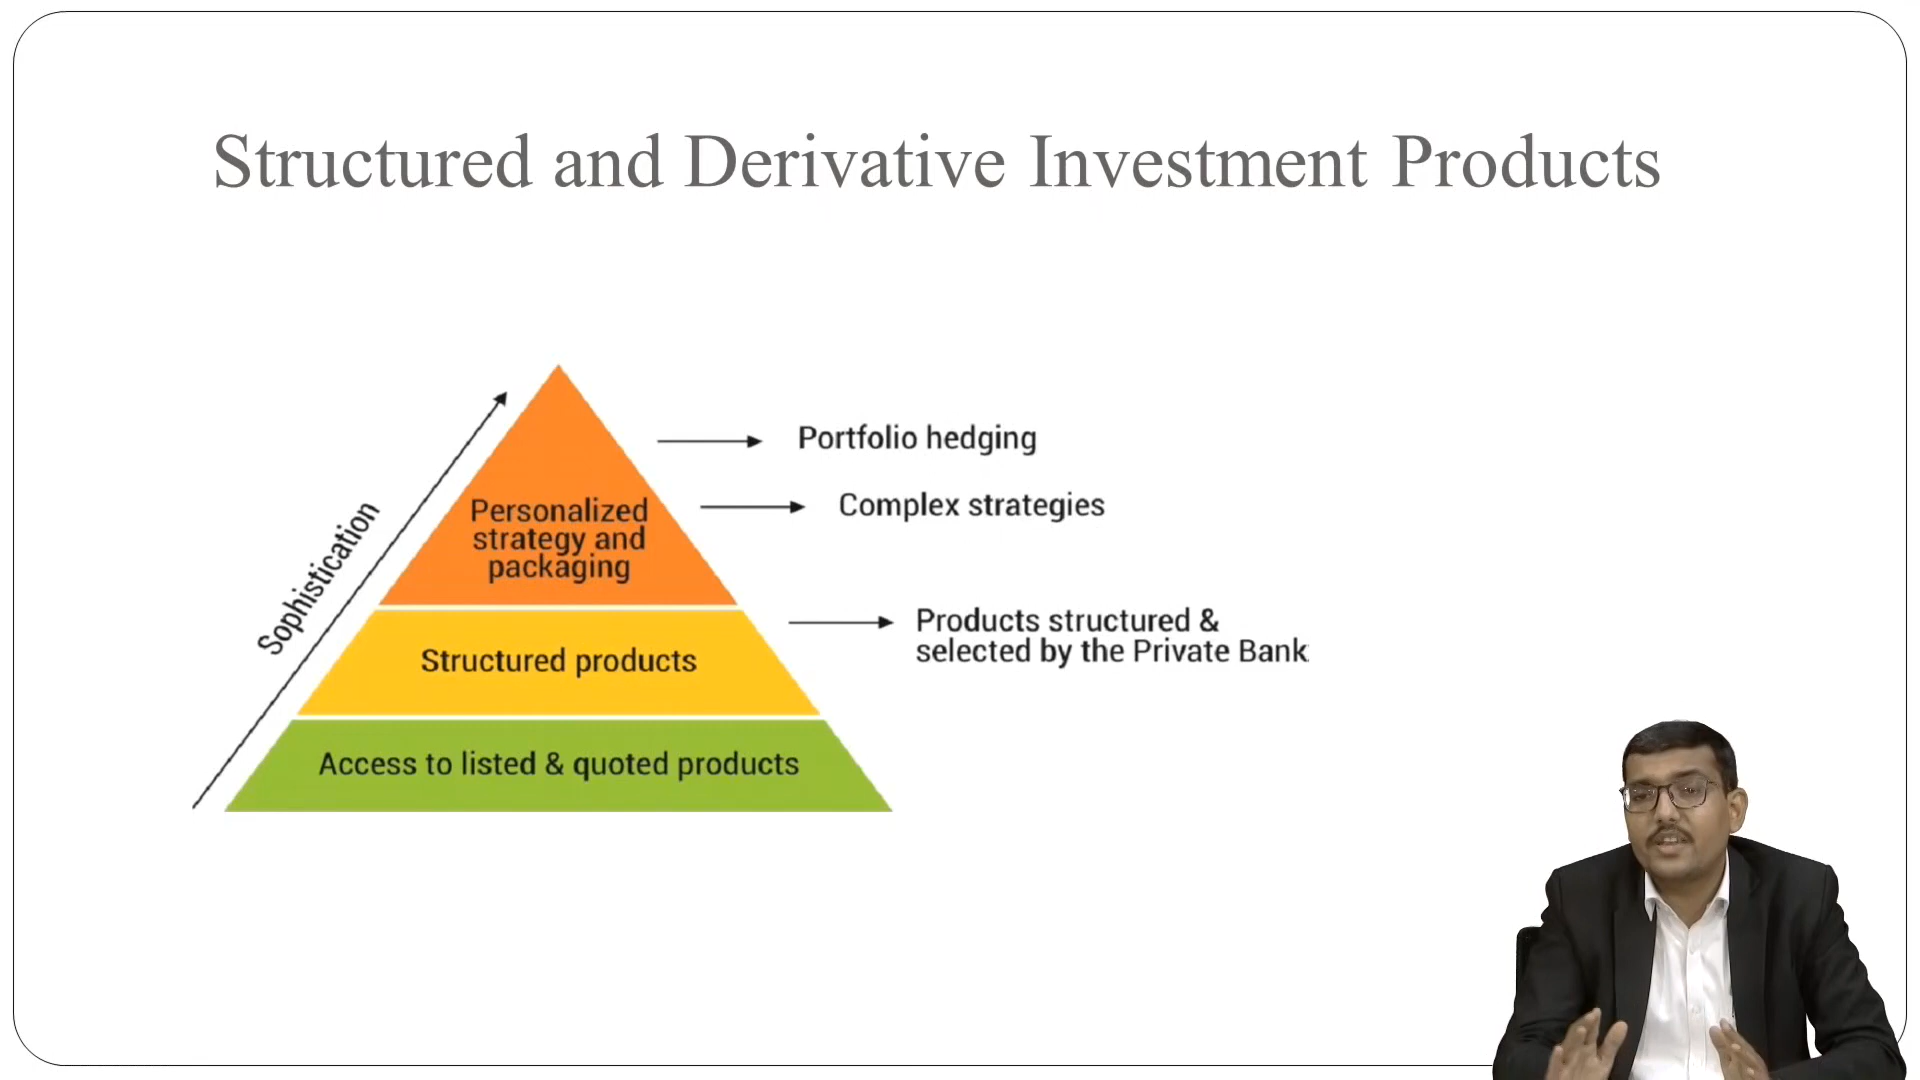 Structured and Derivative Investment Products
Portfolio hedging
Complex strategies
Personalized
strategy and
packaging
Sophistication
Products structured &
selected by the Private Bank
Structured products
Access to listed & quoted products